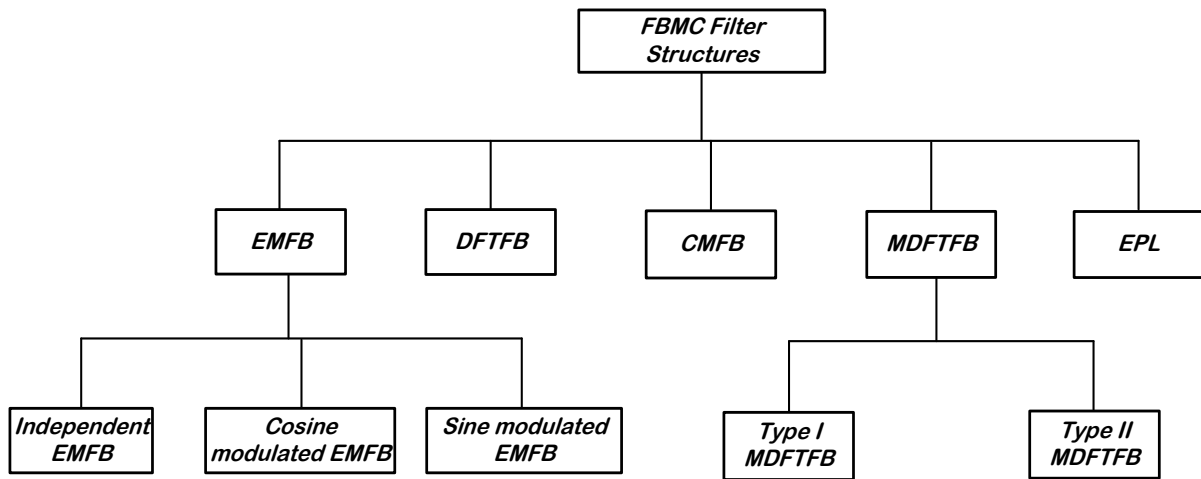 FBMC Filter
Structures
EMFB
DFTFB
CMFB
MDFTFB
EPL
Independent
EMFB
Cosine
modulated EMFB
Sine modulated
EMFB
Type I
MDFTFB
Type II
MDFTFB